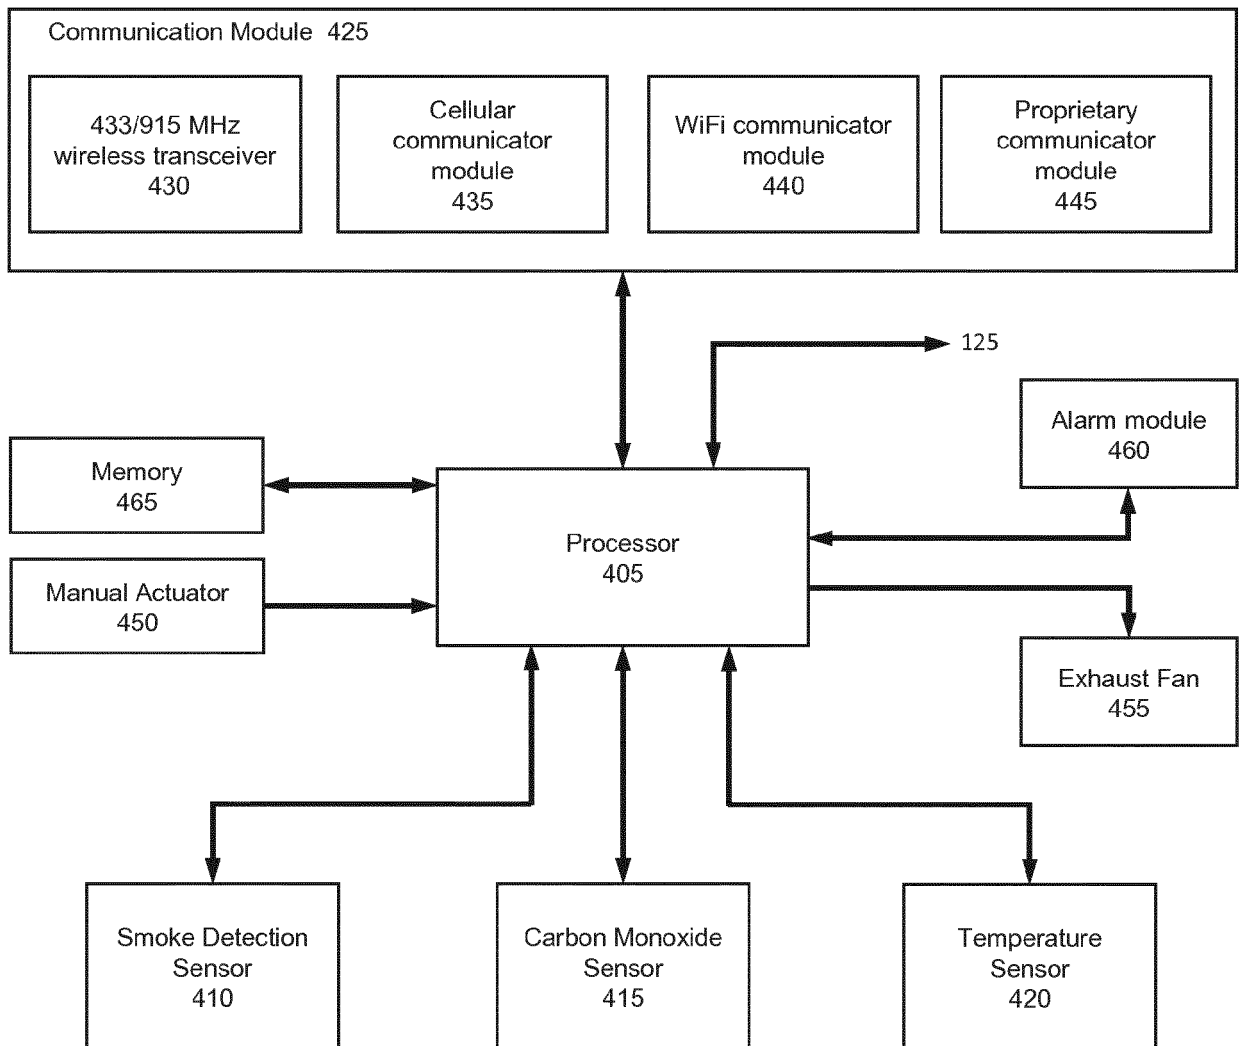 Communication Module 425
433/915 MHz
wireless transceiver
430
Cellular
communicator
module
435
WiFi communicator
module
440
Proprietary
communicator
module
445
125
Alarm module
460
Memory
465
Processor
405
Manual Actuator
450
Exhaust Fan
455
Smoke Detection
Sensor
410
Carbon Monoxide
Sensor
415
Temperature
Sensor
420